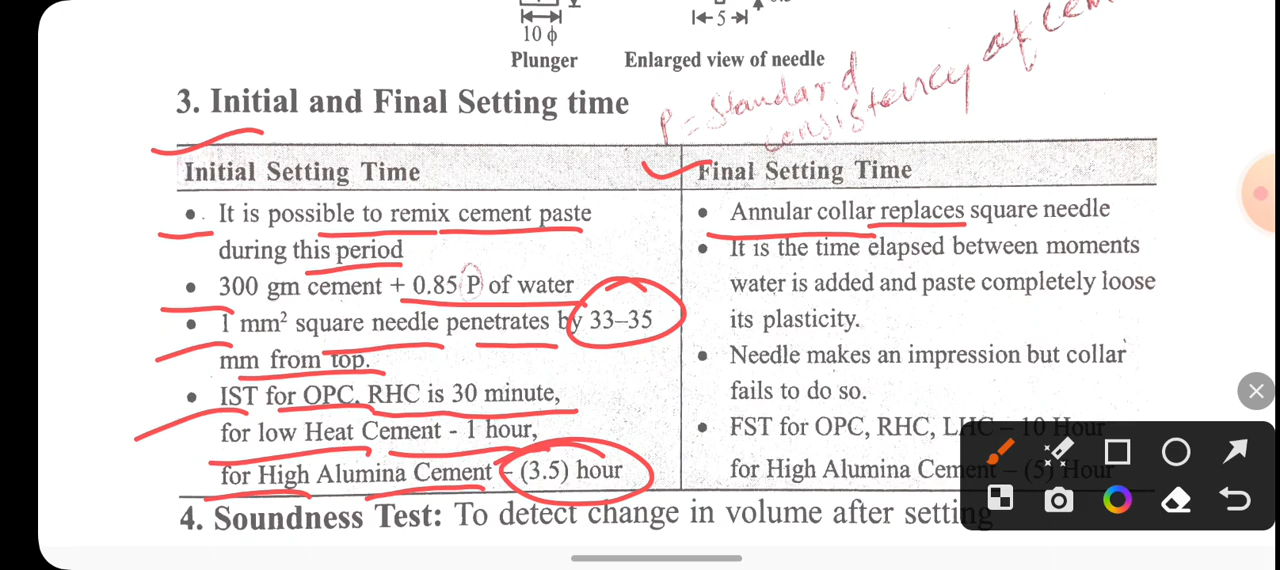 10 ϕ
5
Plunger
Enlarged view of needle
P = Standard consistency of cem
3. Initial and Final Setting time
Initial Setting Time
• It is possible to remix cement paste
during this period
• 300 gm cement + 0.85 P of water
• 1 mm² square needle penetrates by 33–35
mm from top.
• IST for OPC, RHC is 30 minute,
for low Heat Cement - 1 hour,
for High Alumina Cement – (3.5) hour
Final Setting Time
• Annular collar replaces square needle
• It is the time elapsed between moments
water is added and paste completely loose
its plasticity.
• Needle makes an impression but collar
fails to do so.
• FST for OPC, RHC, LHC – 10 Hour
for High Alumina Cement – (5) Hour
4. Soundness Test: To detect change in volume after setting